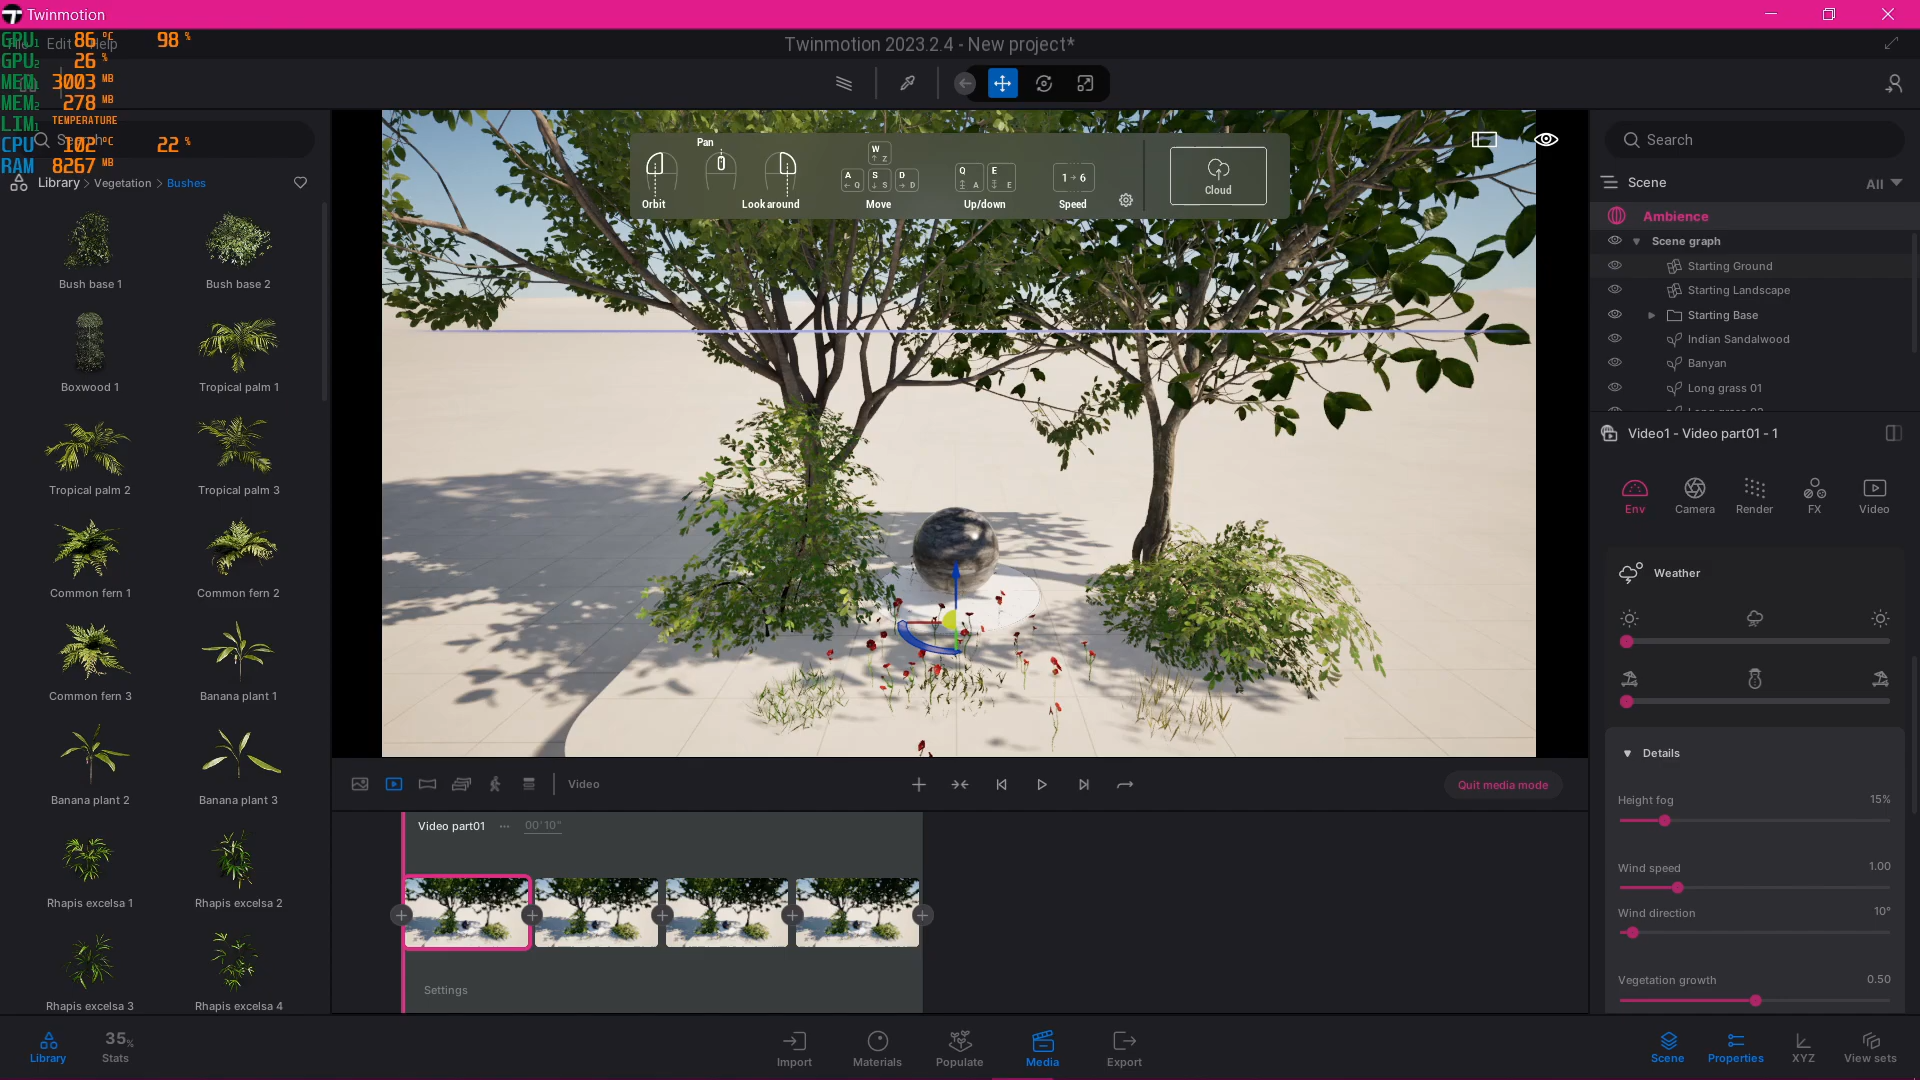 Twinmotion
Edit Help
Twinmotion 2023.2.4 - New project*
GPU1 86 °C 98 %
GPU2 26 %
MEM1 3003 MB
MEM2 278 MB
LIM1 TEMPERATURE
CPU 102 °C 22 %
RAM 8267 MB
Library > Vegetation > Bushes
Bush base 1
Bush base 2
Boxwood 1
Tropical palm 1
Tropical palm 2
Tropical palm 3
Common fern 1
Common fern 2
Common fern 3
Banana plant 1
Banana plant 2
Banana plant 3
Rhapis excelsa 1
Rhapis excelsa 2
Rhapis excelsa 3
Rhapis excelsa 4
Pan
W
Z
A
Q
S
S
D
D
Q
A
E
E
1 → 6
Cloud
Orbit
Look around
Move
Up/down
Speed
Search
Scene
All
Ambience
Scene graph
Starting Ground
Starting Landscape
Starting Base
Indian Sandalwood
Banyan
Long grass 01
Video1 - Video part01 - 1
Env
Camera
Render
FX
Video
Weather
Details
Height fog 15%
Wind speed 1.00
Wind direction 10°
Vegetation growth 0.50
Video
Quit media mode
Video part01 ... 00'10"
Settings
Library
35%
Stats
Import
Materials
Populate
Media
Export
Scene
Properties
XYZ
View sets